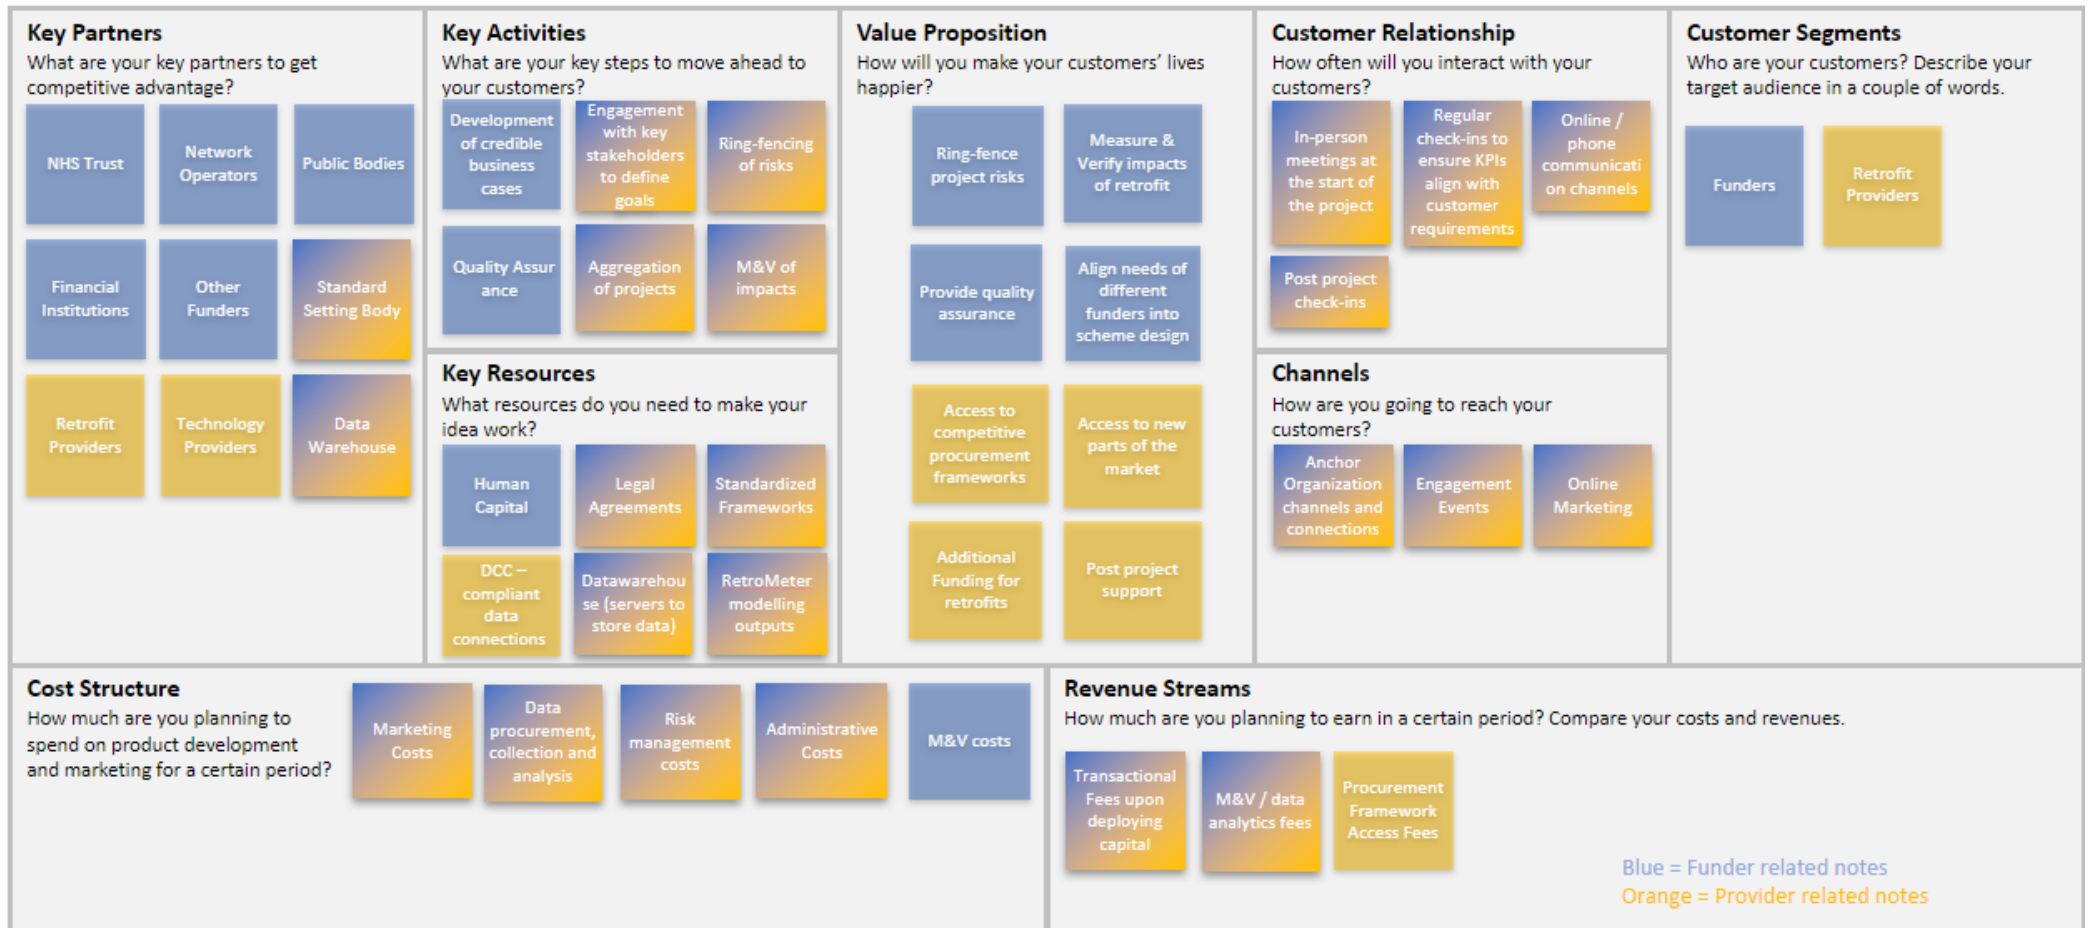 Key Partners
What are your key partners to get
competitive advantage?
NHS Trust
Network
Operators
Public Bodies
Financial
Institutions
Other
Funders
Standard
Setting Body
Retrofit
Providers
Technology
Providers
Data
Warehouse
Key Activities
What are your key steps to move ahead to
your customers?
Development
of credible
business
cases
Engagement
with key
stakeholders
to define
goals
Ring-fencing
of risks
Quality Assur
ance
Aggregation
of projects
M&V of
impacts
Key Resources
What resources do you need to make your
idea work?
Human
Capital
Legal
Agreements
Standardized
Frameworks
DCC –
compliant
data
connections
Datawarehou
se (servers to
store data)
RetroMeter
modelling
outputs
Value Proposition
How will you make your customers' lives
happier?
Ring-fence
project risks
Measure &
Verify impacts
of retrofit
Provide quality
assurance
Align needs of
different
funders into
scheme design
Access to
competitive
procurement
frameworks
Access to new
parts of the
market
Additional
Funding for
retrofits
Post project
support
Customer Relationship
How often will you interact with your
customers?
In-person
meetings at
the start of
the project
Regular
check-ins to
ensure KPIs
align with
customer
requirements
Online /
phone
communicati
on channels
Post project
check-ins
Channels
How are you going to reach your
customers?
Anchor
Organization
channels and
connections
Engagement
Events
Online
Marketing
Customer Segments
Who are your customers? Describe your
target audience in a couple of words.
Funders
Retrofit
Providers
Cost Structure
How much are you planning to
spend on product development
and marketing for a certain period?
Marketing
Costs
Data
procurement,
collection and
analysis
Risk
management
costs
Administrative
Costs
M&V costs
Revenue Streams
How much are you planning to earn in a certain period? Compare your costs and revenues.
Transactional
Fees upon
deploying
capital
M&V / data
analytics fees
Procurement
Framework
Access Fees
Blue = Funder related notes
Orange = Provider related notes